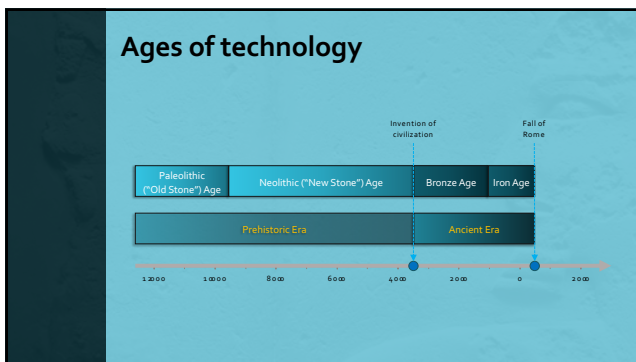 Ages of technology
Invention of
civilization
Fall of
Rome
Paleolithic
("Old Stone") Age
Neolithic ("New Stone") Age
Bronze Age
Iron Age
Prehistoric Era
Ancient Era
12000 10000 8000 6000 4000 2000 0 2000